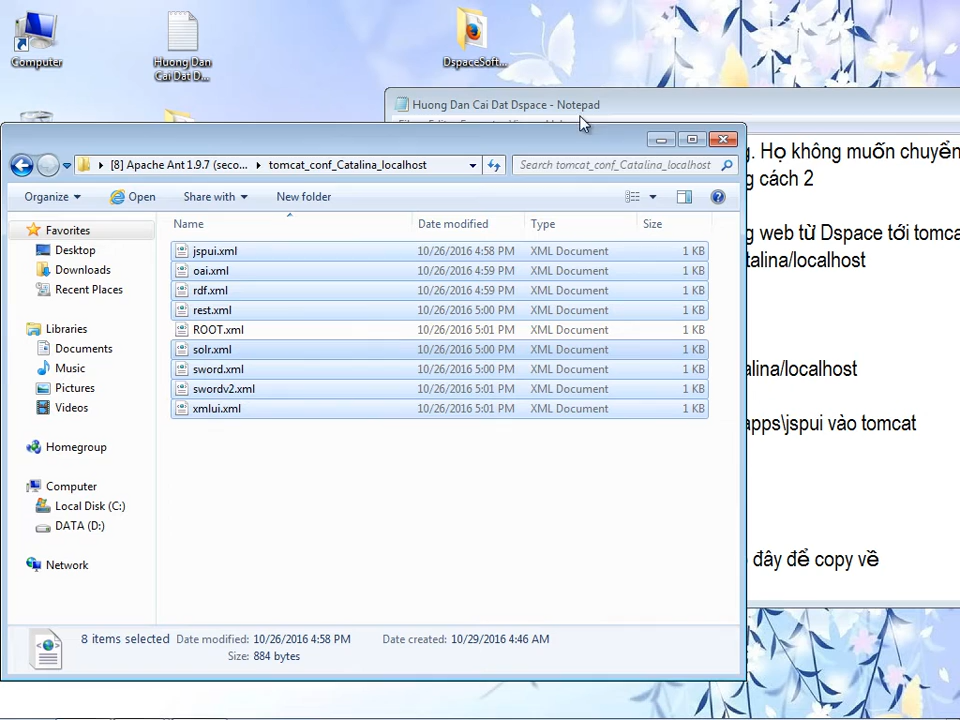 Computer
Huong Dan
Cai Dat D...
DspaceSoft...
Huong Dan Cai Dat Dspace - Notepad
[8] Apache Ant 1.9.7 (seco... tomcat_conf_Catalina_localhost
Search tomcat_conf_Catalina_localhost
Organize Open Share with New folder
Name Date modified Type Size
Favorites
Desktop
Downloads
Recent Places
Libraries
Documents
Music
Pictures
Videos
Homegroup
Computer
Local Disk (C:)
DATA (D:)
Network
jspui.xml 10/26/2016 4:58 PM XML Document 1 KB
oai.xml 10/26/2016 4:59 PM XML Document 1 KB
rdf.xml 10/26/2016 4:59 PM XML Document 1 KB
rest.xml 10/26/2016 5:00 PM XML Document 1 KB
ROOT.xml 10/26/2016 5:01 PM XML Document 1 KB
solr.xml 10/26/2016 5:00 PM XML Document 1 KB
sword.xml 10/26/2016 5:00 PM XML Document 1 KB
swordv2.xml 10/26/2016 5:01 PM XML Document 1 KB
xmlui.xml 10/26/2016 5:01 PM XML Document 1 KB
8 items selected Date modified: 10/26/2016 4:58 PM Date created: 10/29/2016 4:46 AM
Size: 884 bytes
g. Họ không muốn chuyển
g cách 2
g web từ Dspace tới tomca
talina/localhost
alina/localhost
apps\jspui vào tomcat
đây để copy về